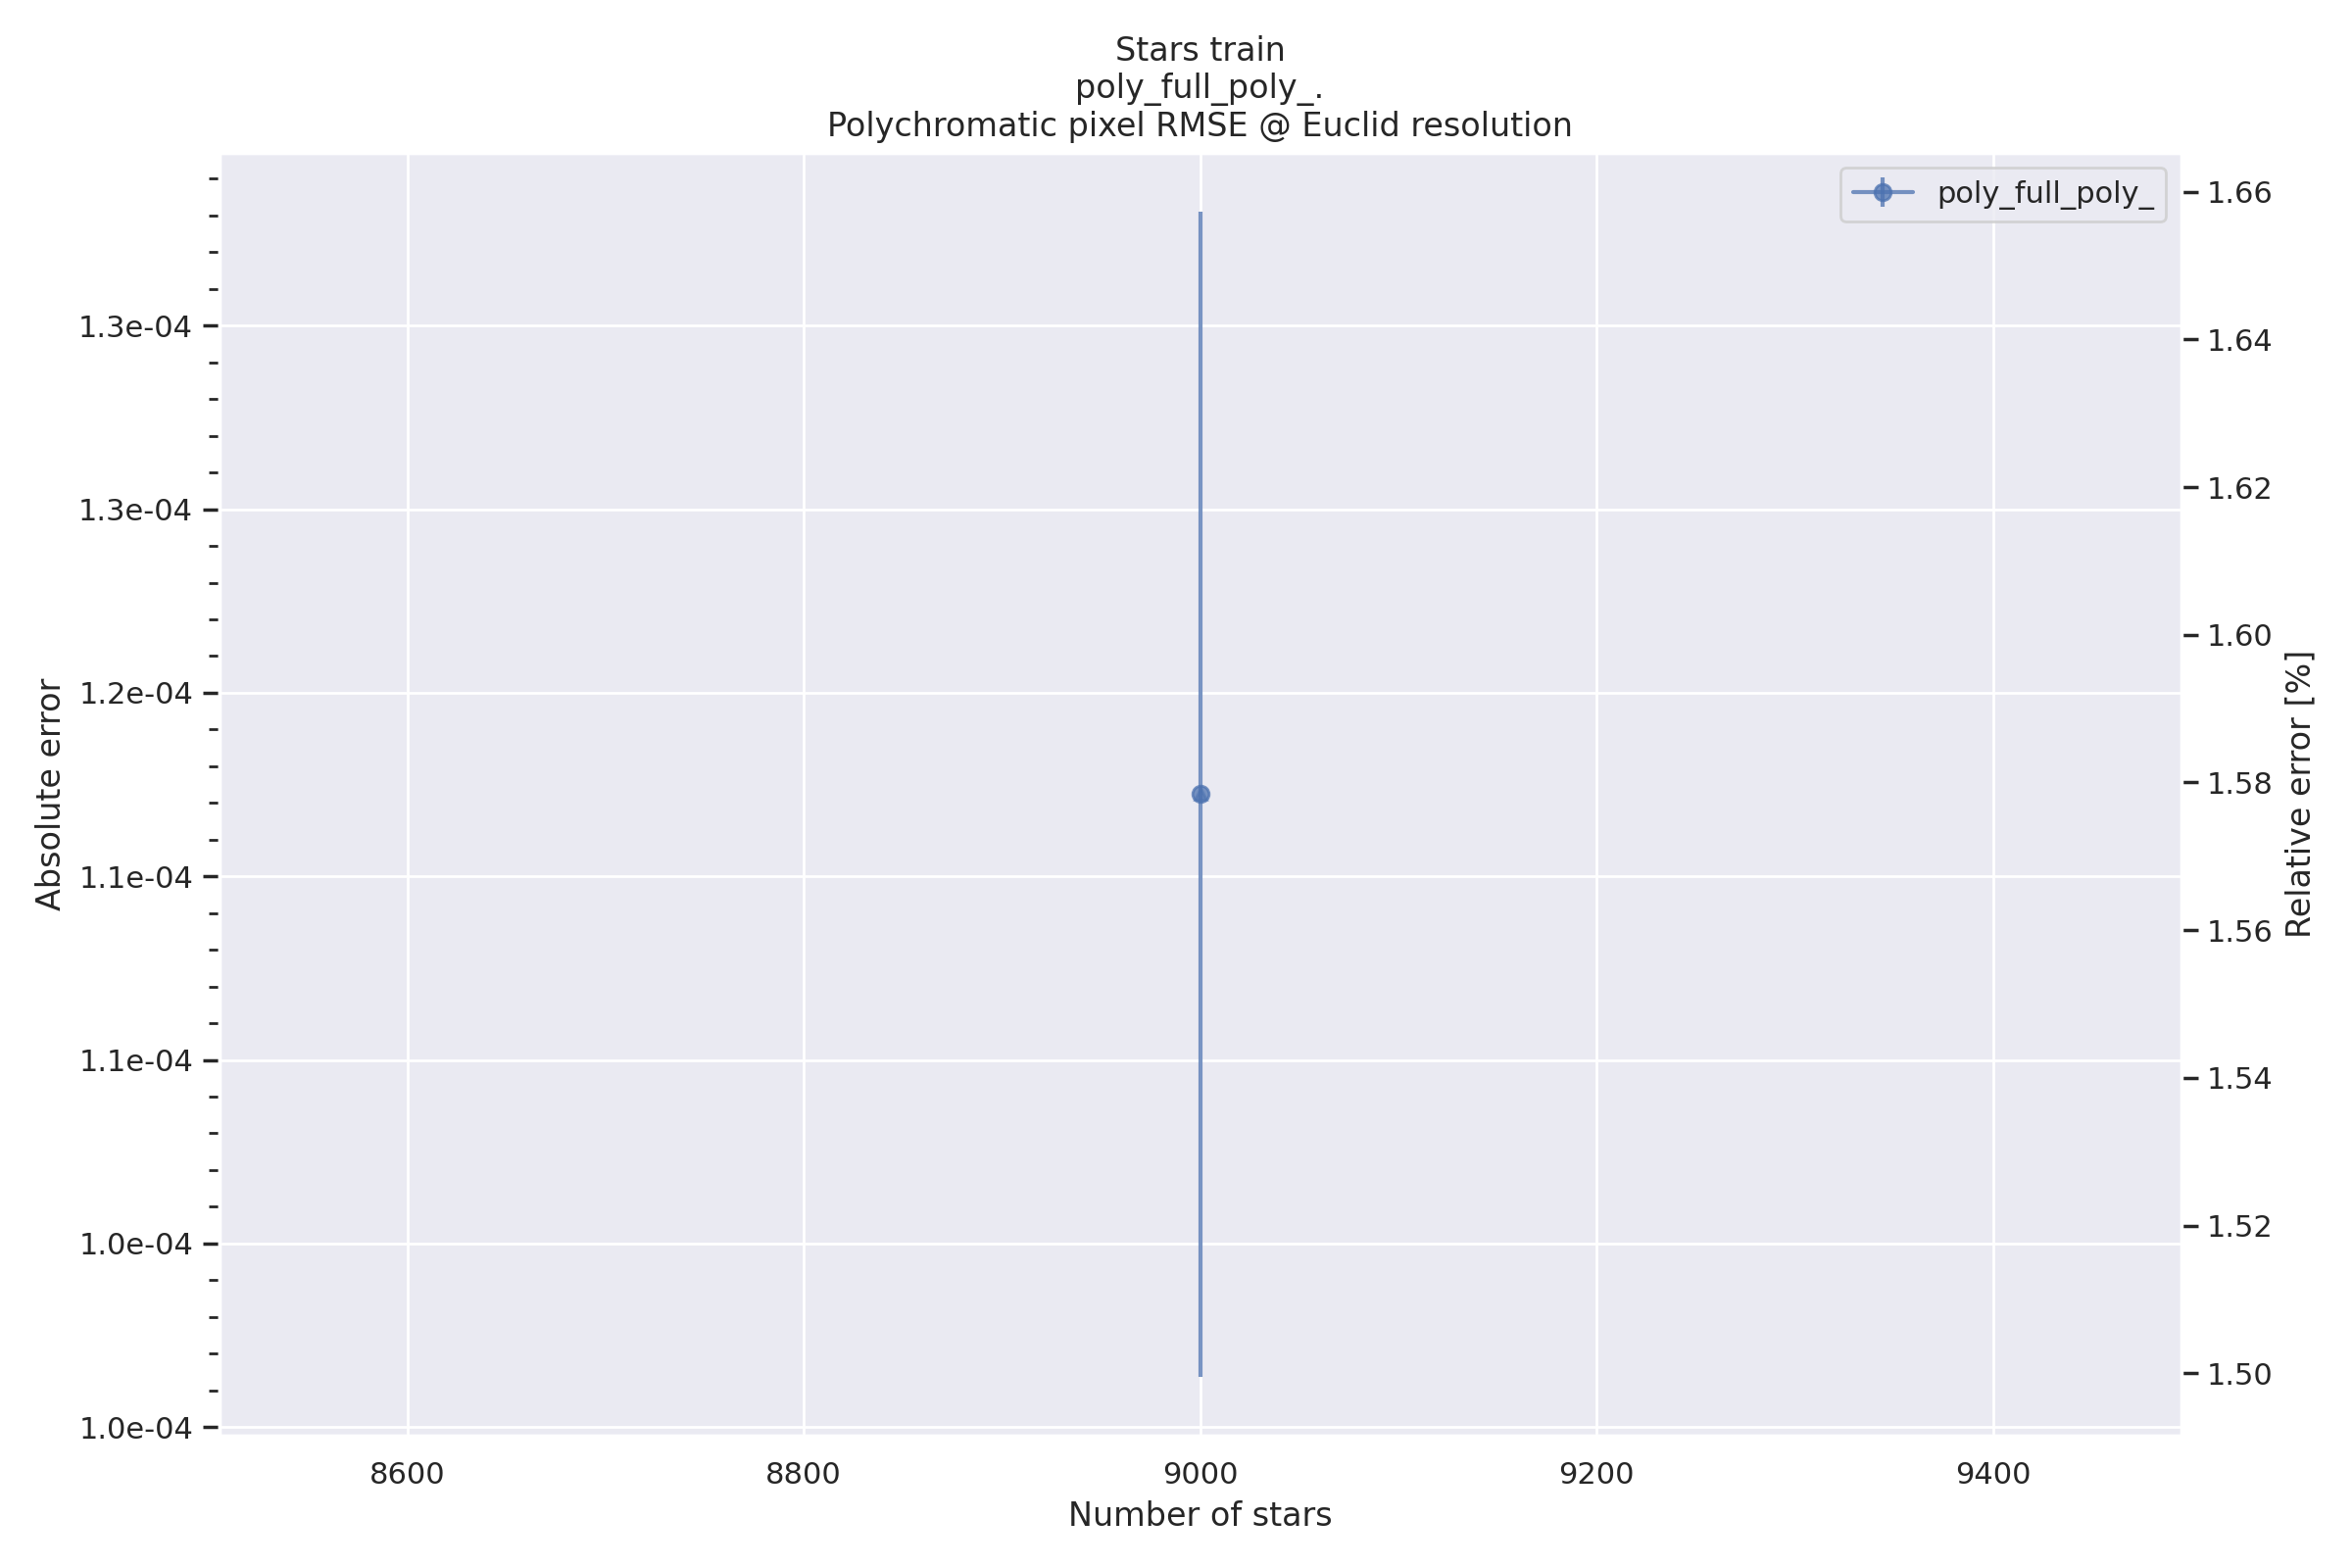 Stars train
poly_full_poly_.
Polychromatic pixel RMSE @ Euclid resolution
poly_full_poly_
Absolute error
1.3e-04
1.3e-04
1.2e-04
1.1e-04
1.1e-04
1.0e-04
1.0e-04
1.66
1.64
1.62
1.60
1.58
1.56
1.54
1.52
1.50
Relative error [%]
8600
8800
9000
9200
9400
Number of stars